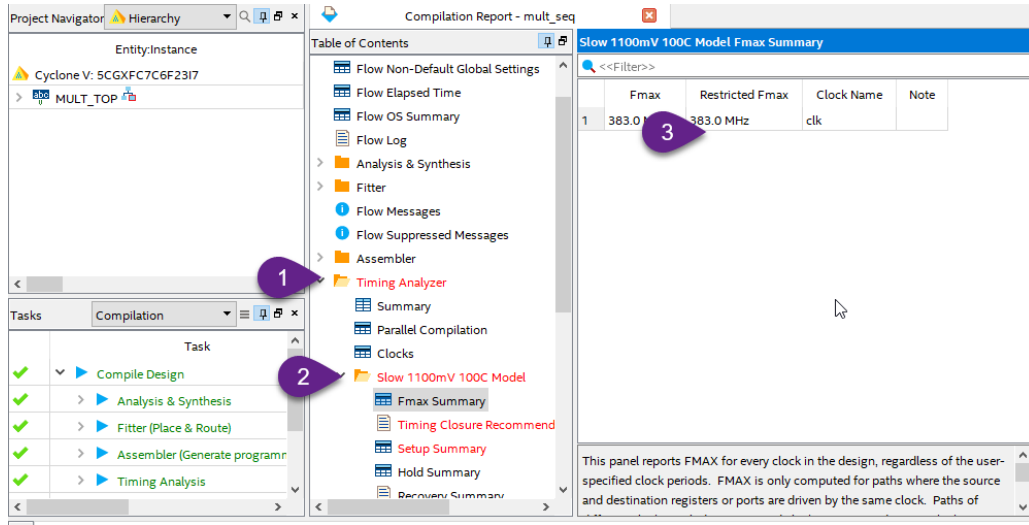 Project Navigator Hierarchy
Entity:Instance
Cyclone V: 5CGXFC7C6F23I7
abc MULT_TOP
Tasks Compilation
Task
Compile Design
Analysis & Synthesis
Fitter (Place & Route)
Assembler (Generate programm
Timing Analysis
Compilation Report - mult_seq
Table of Contents
Flow Non-Default Global Settings
Flow Elapsed Time
Flow OS Summary
Flow Log
Analysis & Synthesis
Fitter
Flow Messages
Flow Suppressed Messages
Assembler
1
Timing Analyzer
Summary
Parallel Compilation
Clocks
2
Slow 1100mV 100C Model
Fmax Summary
Timing Closure Recommend
Setup Summary
Hold Summary
Recovery Summary
Slow 1100mV 100C Model Fmax Summary
<<Filter>>
Fmax Restricted Fmax Clock Name Note
1 383.0 383.0 MHz clk
3
This panel reports FMAX for every clock in the design, regardless of the user-
specified clock periods. FMAX is only computed for paths where the source
and destination registers or ports are driven by the same clock. Paths of